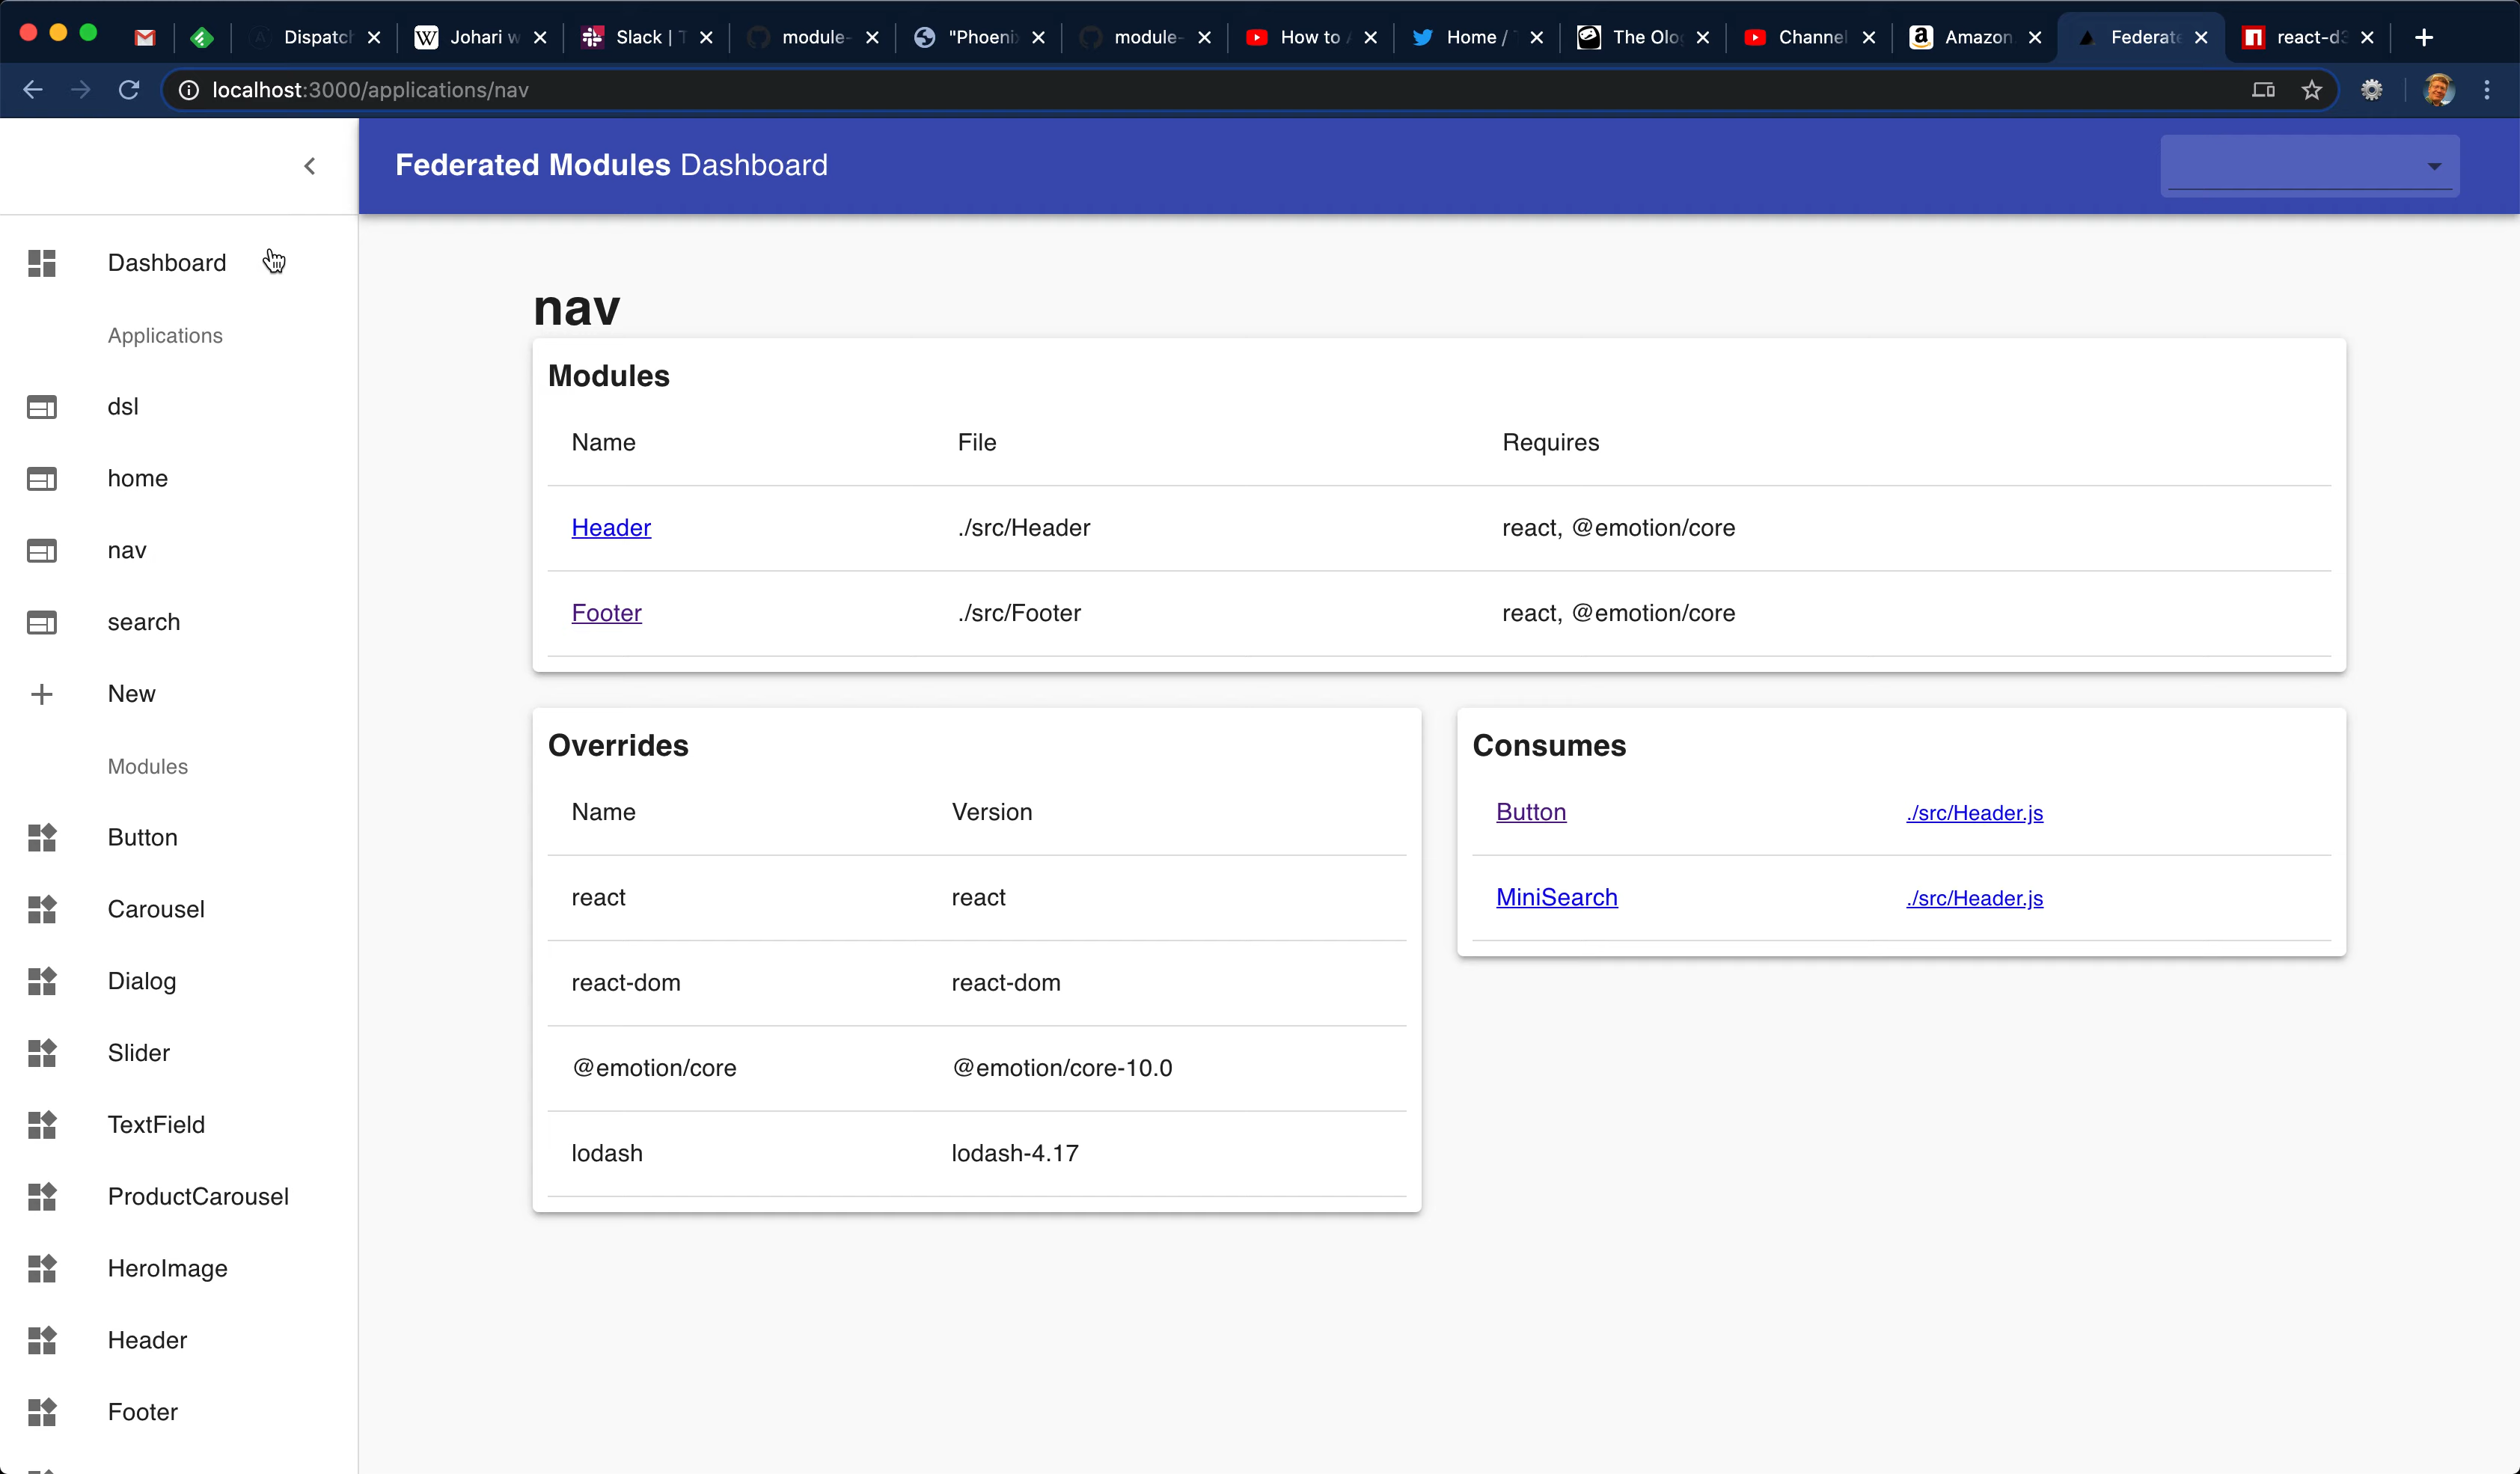 Dispatch Johari w Slack | T module- "Phoeni module- How to Home / The Olo Channel Amazon Federate react-d3
localhost:3000/applications/nav
Federated Modules Dashboard
Dashboard
Applications
dsl
home
nav
search
New
Modules
Button
Carousel
Dialog
Slider
TextField
ProductCarousel
HeroImage
Header
Footer
nav
Modules
Name File Requires
Header ./src/Header react, @emotion/core
Footer ./src/Footer react, @emotion/core
Overrides
Name Version
react react
react-dom react-dom
@emotion/core @emotion/core-10.0
lodash lodash-4.17
Consumes
Button ./src/Header.js
MiniSearch ./src/Header.js